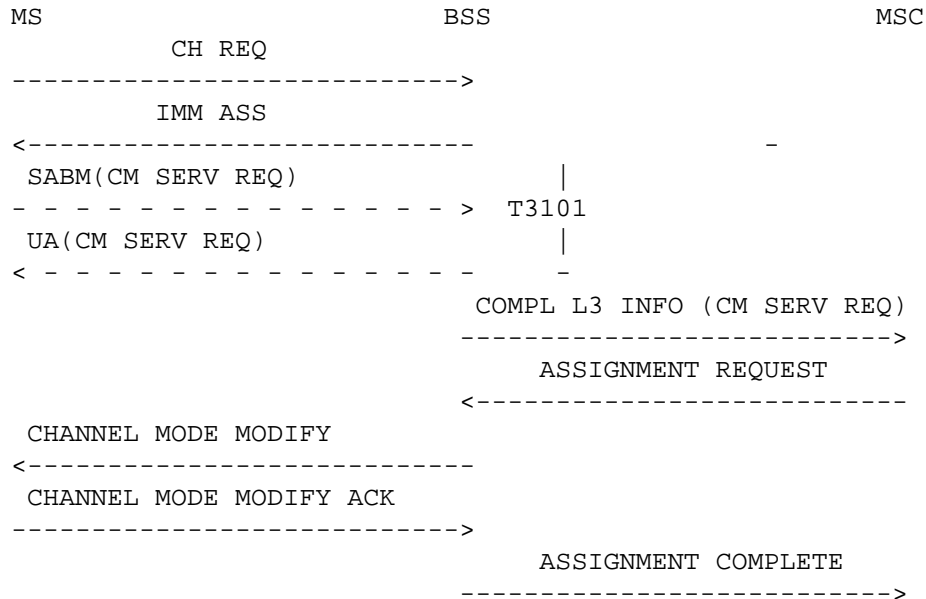 MS BSS MSC
CH REQ
---------------------------->
IMM ASS
<---------------------------- -
SABM(CM SERV REQ) |
- - - - - - - - - - - - - - > T3101
UA(CM SERV REQ) |
< - - - - - - - - - - - - - - -
COMPL L3 INFO (CM SERV REQ)
--------------------------->
ASSIGNMENT REQUEST
<---------------------------
CHANNEL MODE MODIFY
<----------------------------
CHANNEL MODE MODIFY ACK
---------------------------->
ASSIGNMENT COMPLETE
--------------------------->